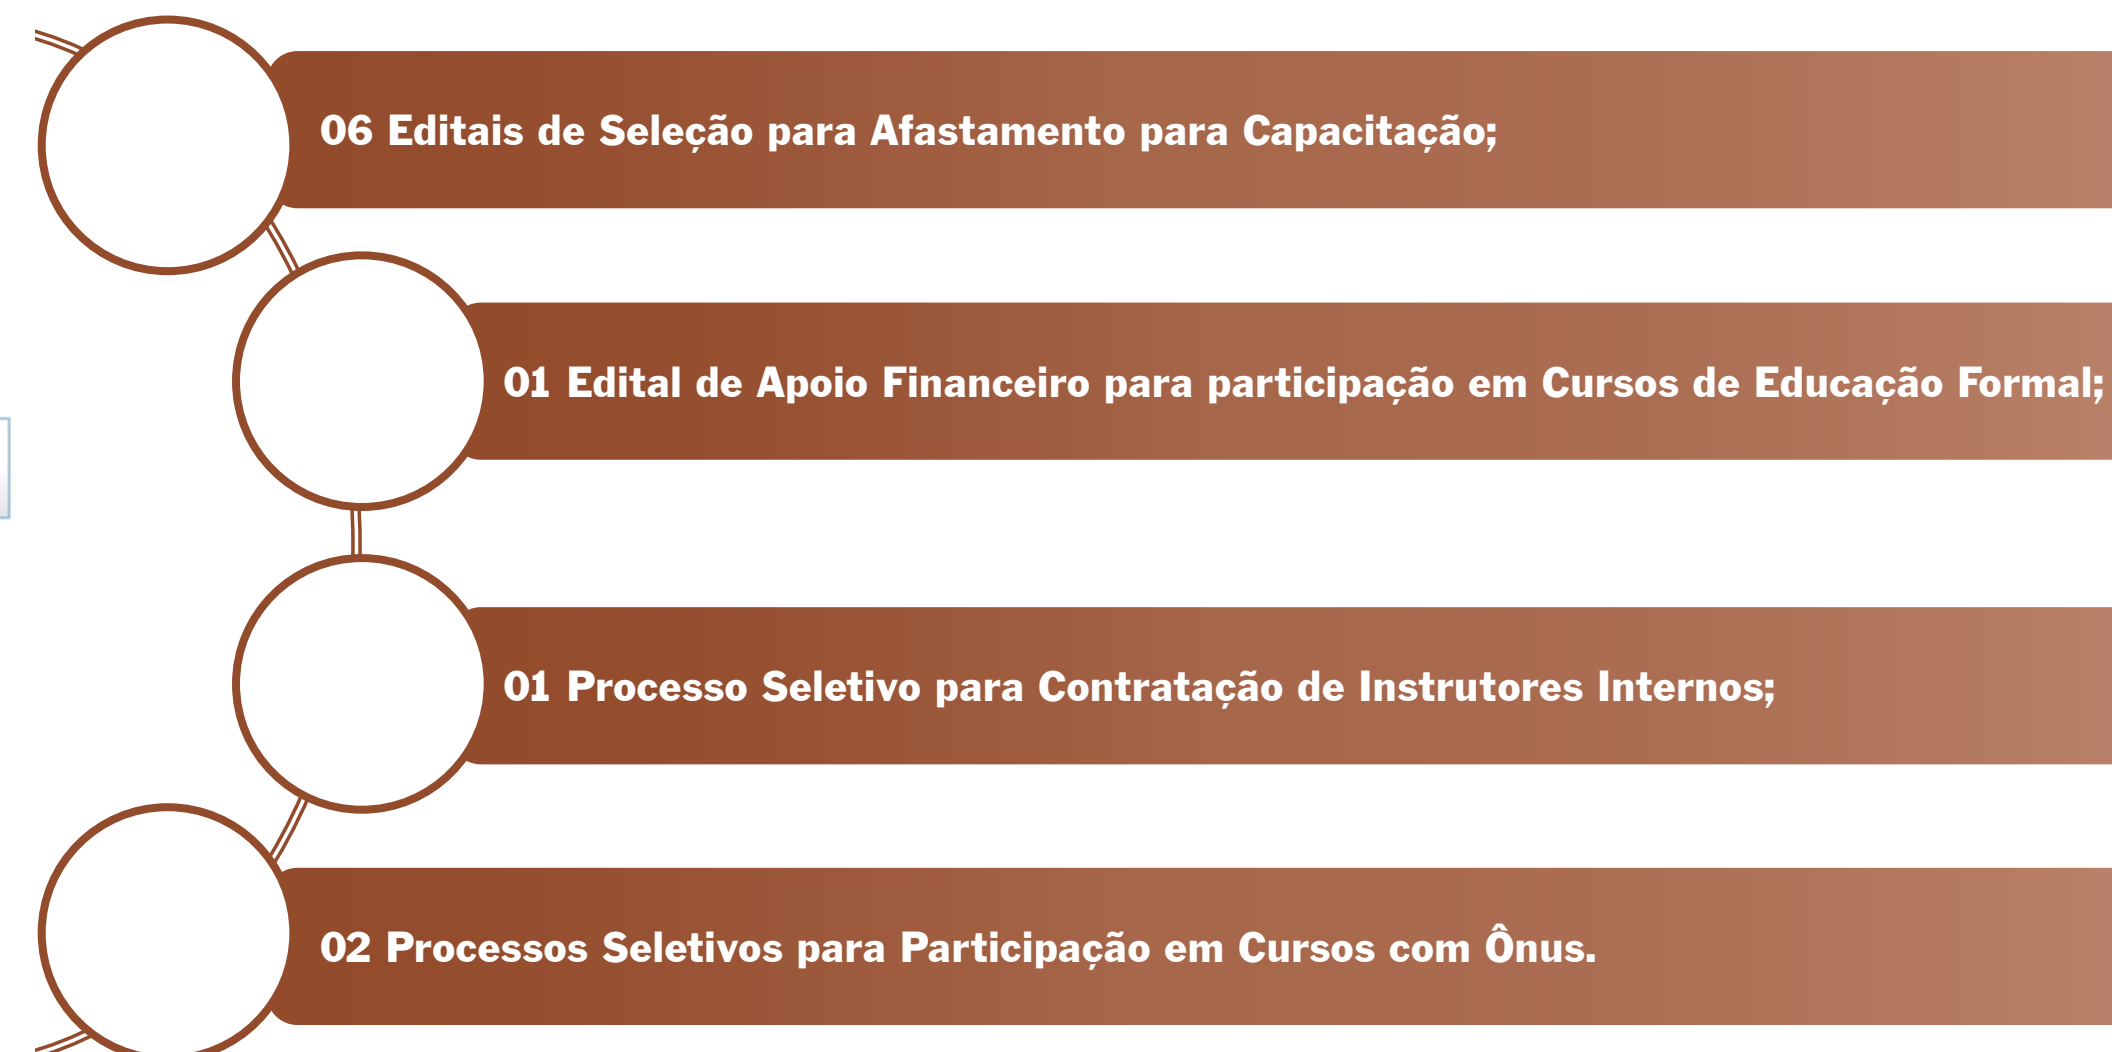 06 Editais de Seleção para Afastamento para Capacitação;
01 Edital de Apoio Financeiro para participação em Cursos de Educação Formal;
01 Processo Seletivo para Contratação de Instrutores Internos;
02 Processos Seletivos para Participação em Cursos com Ônus.